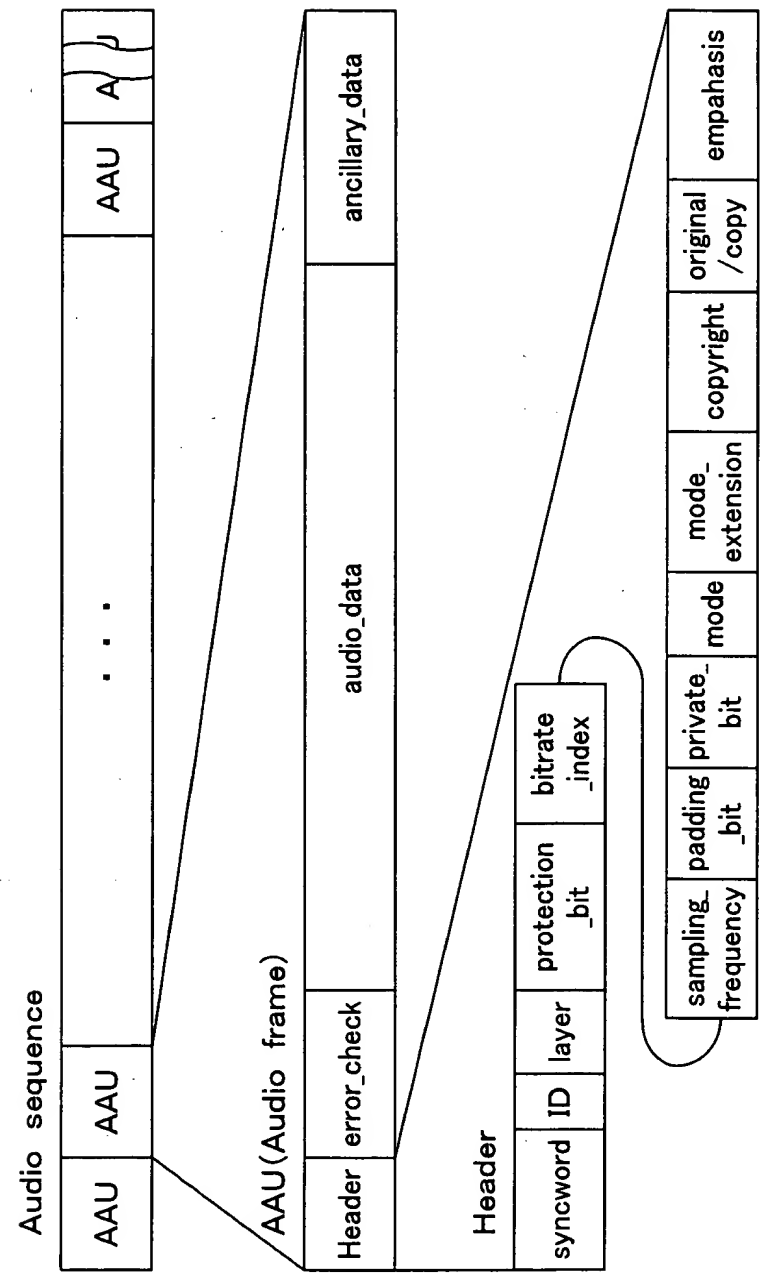 Audio sequence
AAU
AAU
. . .
AAU
A U
AAU(Audio frame)
Header
error_check
audio_data
ancillary_data
Header
syncword
ID
layer
protection
_bit
bitrate
_index
sampling_
frequency
padding
_bit
private_
bit
mode
mode_
extension
copyright
original
/copy
empahasis